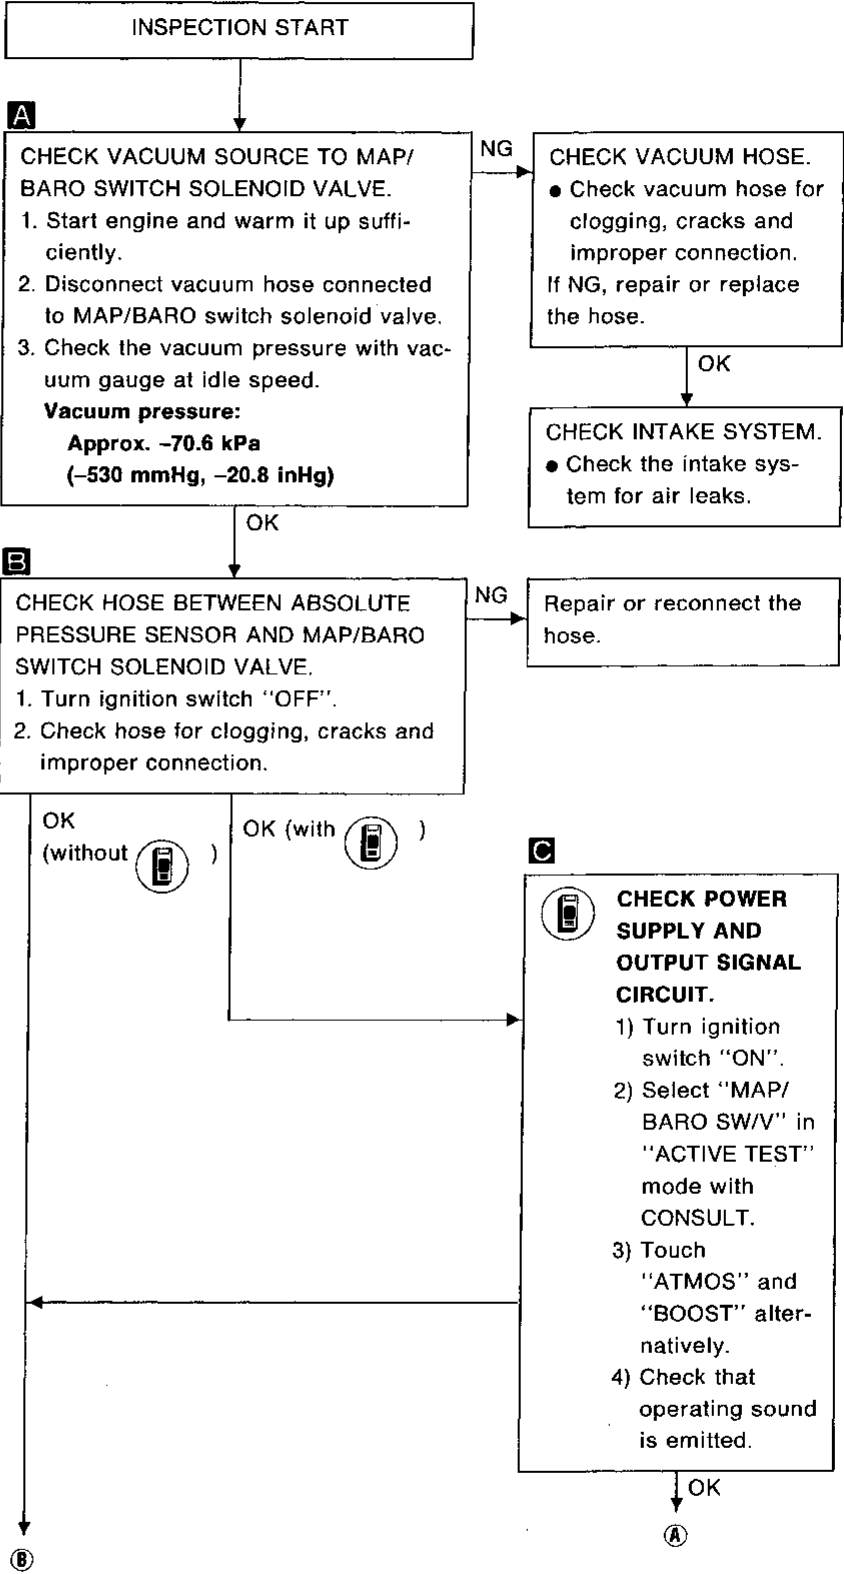 INSPECTION START
A
CHECK VACUUM SOURCE TO MAP/
BARO SWITCH SOLENOID VALVE.
1. Start engine and warm it up suffi-
ciently.
2. Disconnect vacuum hose connected
to MAP/BARO switch solenoid valve.
3. Check the vacuum pressure with vac-
uum gauge at idle speed.
Vacuum pressure:
Approx. –70.6 kPa
(–530 mmHg, –20.8 inHg)
NG
CHECK VACUUM HOSE.
● Check vacuum hose for
clogging, cracks and
improper connection.
If NG, repair or replace
the hose.
OK
CHECK INTAKE SYSTEM.
● Check the intake sys-
tem for air leaks.
OK
B
CHECK HOSE BETWEEN ABSOLUTE
PRESSURE SENSOR AND MAP/BARO
SWITCH SOLENOID VALVE.
1. Turn ignition switch "OFF".
2. Check hose for clogging, cracks and
improper connection.
NG
Repair or reconnect the
hose.
OK
(without )
OK (with )
C
CHECK POWER
SUPPLY AND
OUTPUT SIGNAL
CIRCUIT.
1) Turn ignition
switch "ON".
2) Select "MAP/
BARO SW/V" in
"ACTIVE TEST"
mode with
CONSULT.
3) Touch
"ATMOS" and
"BOOST" alter-
natively.
4) Check that
operating sound
is emitted.
OK
Ⓐ
Ⓑ